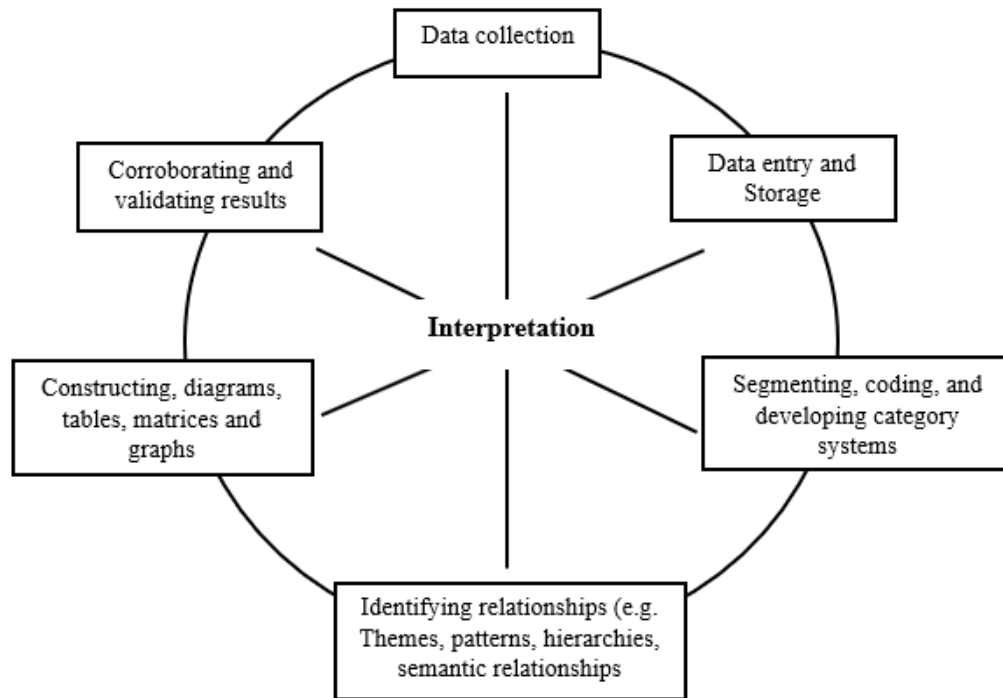 Data collection
Data entry and
Storage
Corroborating and
validating results
Interpretation
Constructing, diagrams,
tables, matrices and
graphs
Segmenting, coding, and
developing category
systems
Identifying relationships (e.g.
Themes, patterns, hierarchies,
semantic relationships